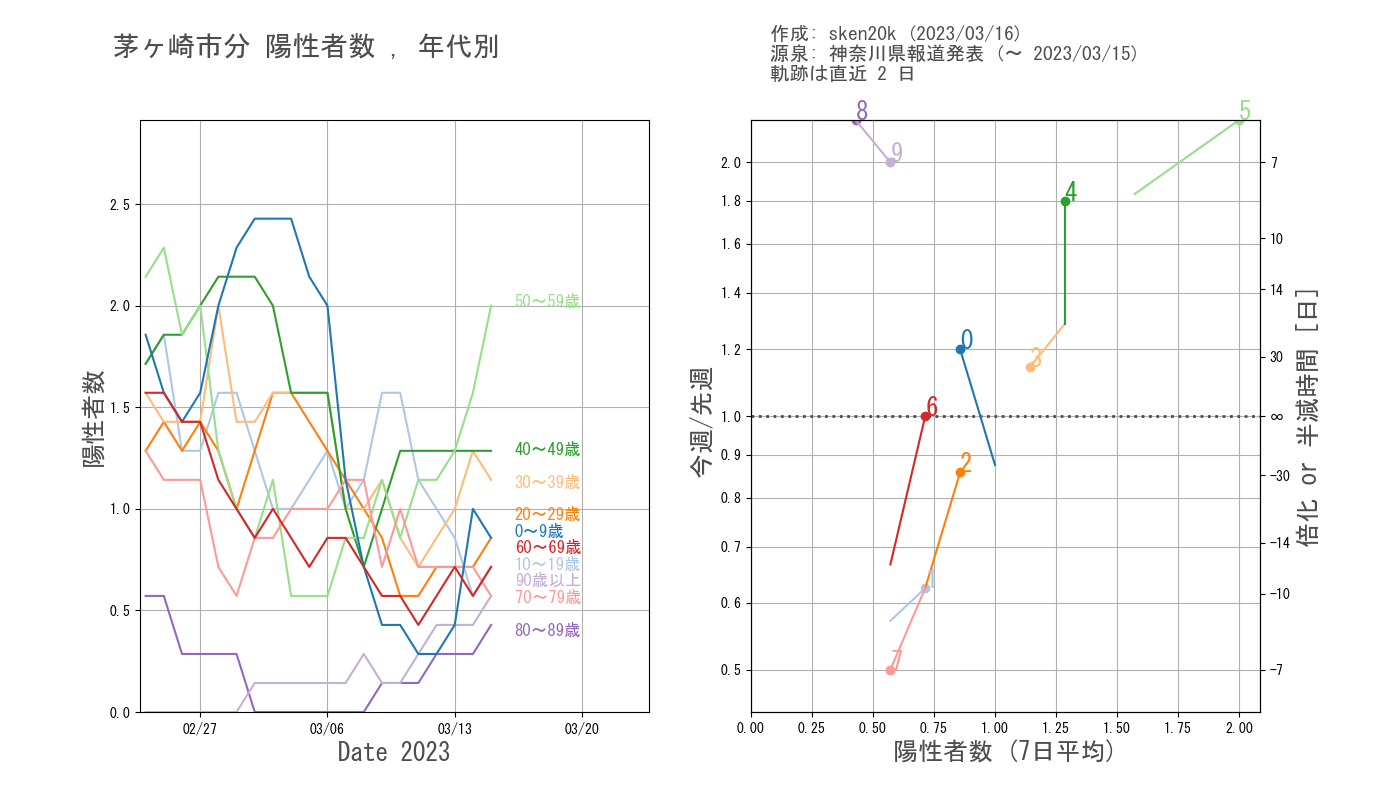 茅ヶ崎市分 陽性者数 , 年代別
作成: sken20k (2023/03/16)
源泉: 神奈川県報道発表 (〜 2023/03/15)
軌跡は直近 2 日
陽性者数
2.5
2.0
1.5
1.0
0.5
0.0
02/27
03/06
03/13
03/20
Date 2023
50〜59歳
40〜49歳
30〜39歳
20〜29歳
0〜9歳
60〜69歳
10〜19歳
90歳以上
70〜79歳
80〜89歳
今週/先週
2.0
1.8
1.6
1.4
1.2
1.0
0.9
0.8
0.7
0.6
0.5
0.00
0.25
0.50
0.75
1.00
1.25
1.50
1.75
2.00
陽性者数 (7日平均)
8
9
5
4
0
3
6
2
1
7
7
10
14
30
∞
-30
-14
-10
-7
倍化 or 半減時間 [日]